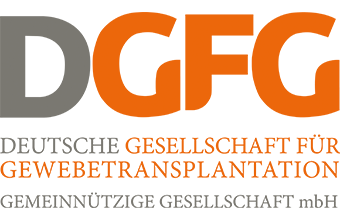 DGFG
DEUTSCHE GESELLSCHAFT FÜR
GEWEBETRANSPLANTATION
GEMEINNÜTZIGE GESELLSCHAFT mbH